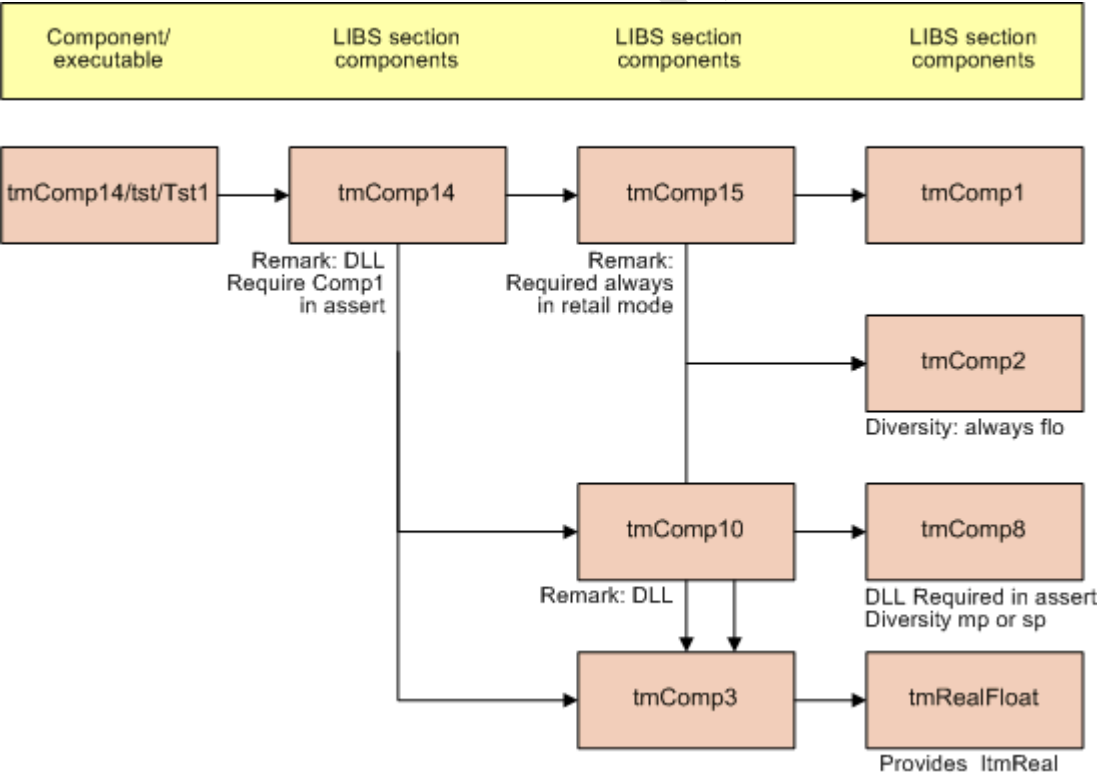 Component/
executable
LIBS section
components
LIBS section
components
LIBS section
components
tmComp14/tst/Tst1
tmComp14
tmComp15
tmComp1
Remark: DLL
Require Comp1
in assert
Remark:
Required always
in retail mode
tmComp2
Diversity: always flo
tmComp10
tmComp8
Remark: DLL
DLL Required in assert
Diversity mp or sp
tmComp3
tmRealFloat
Provides ItmReal